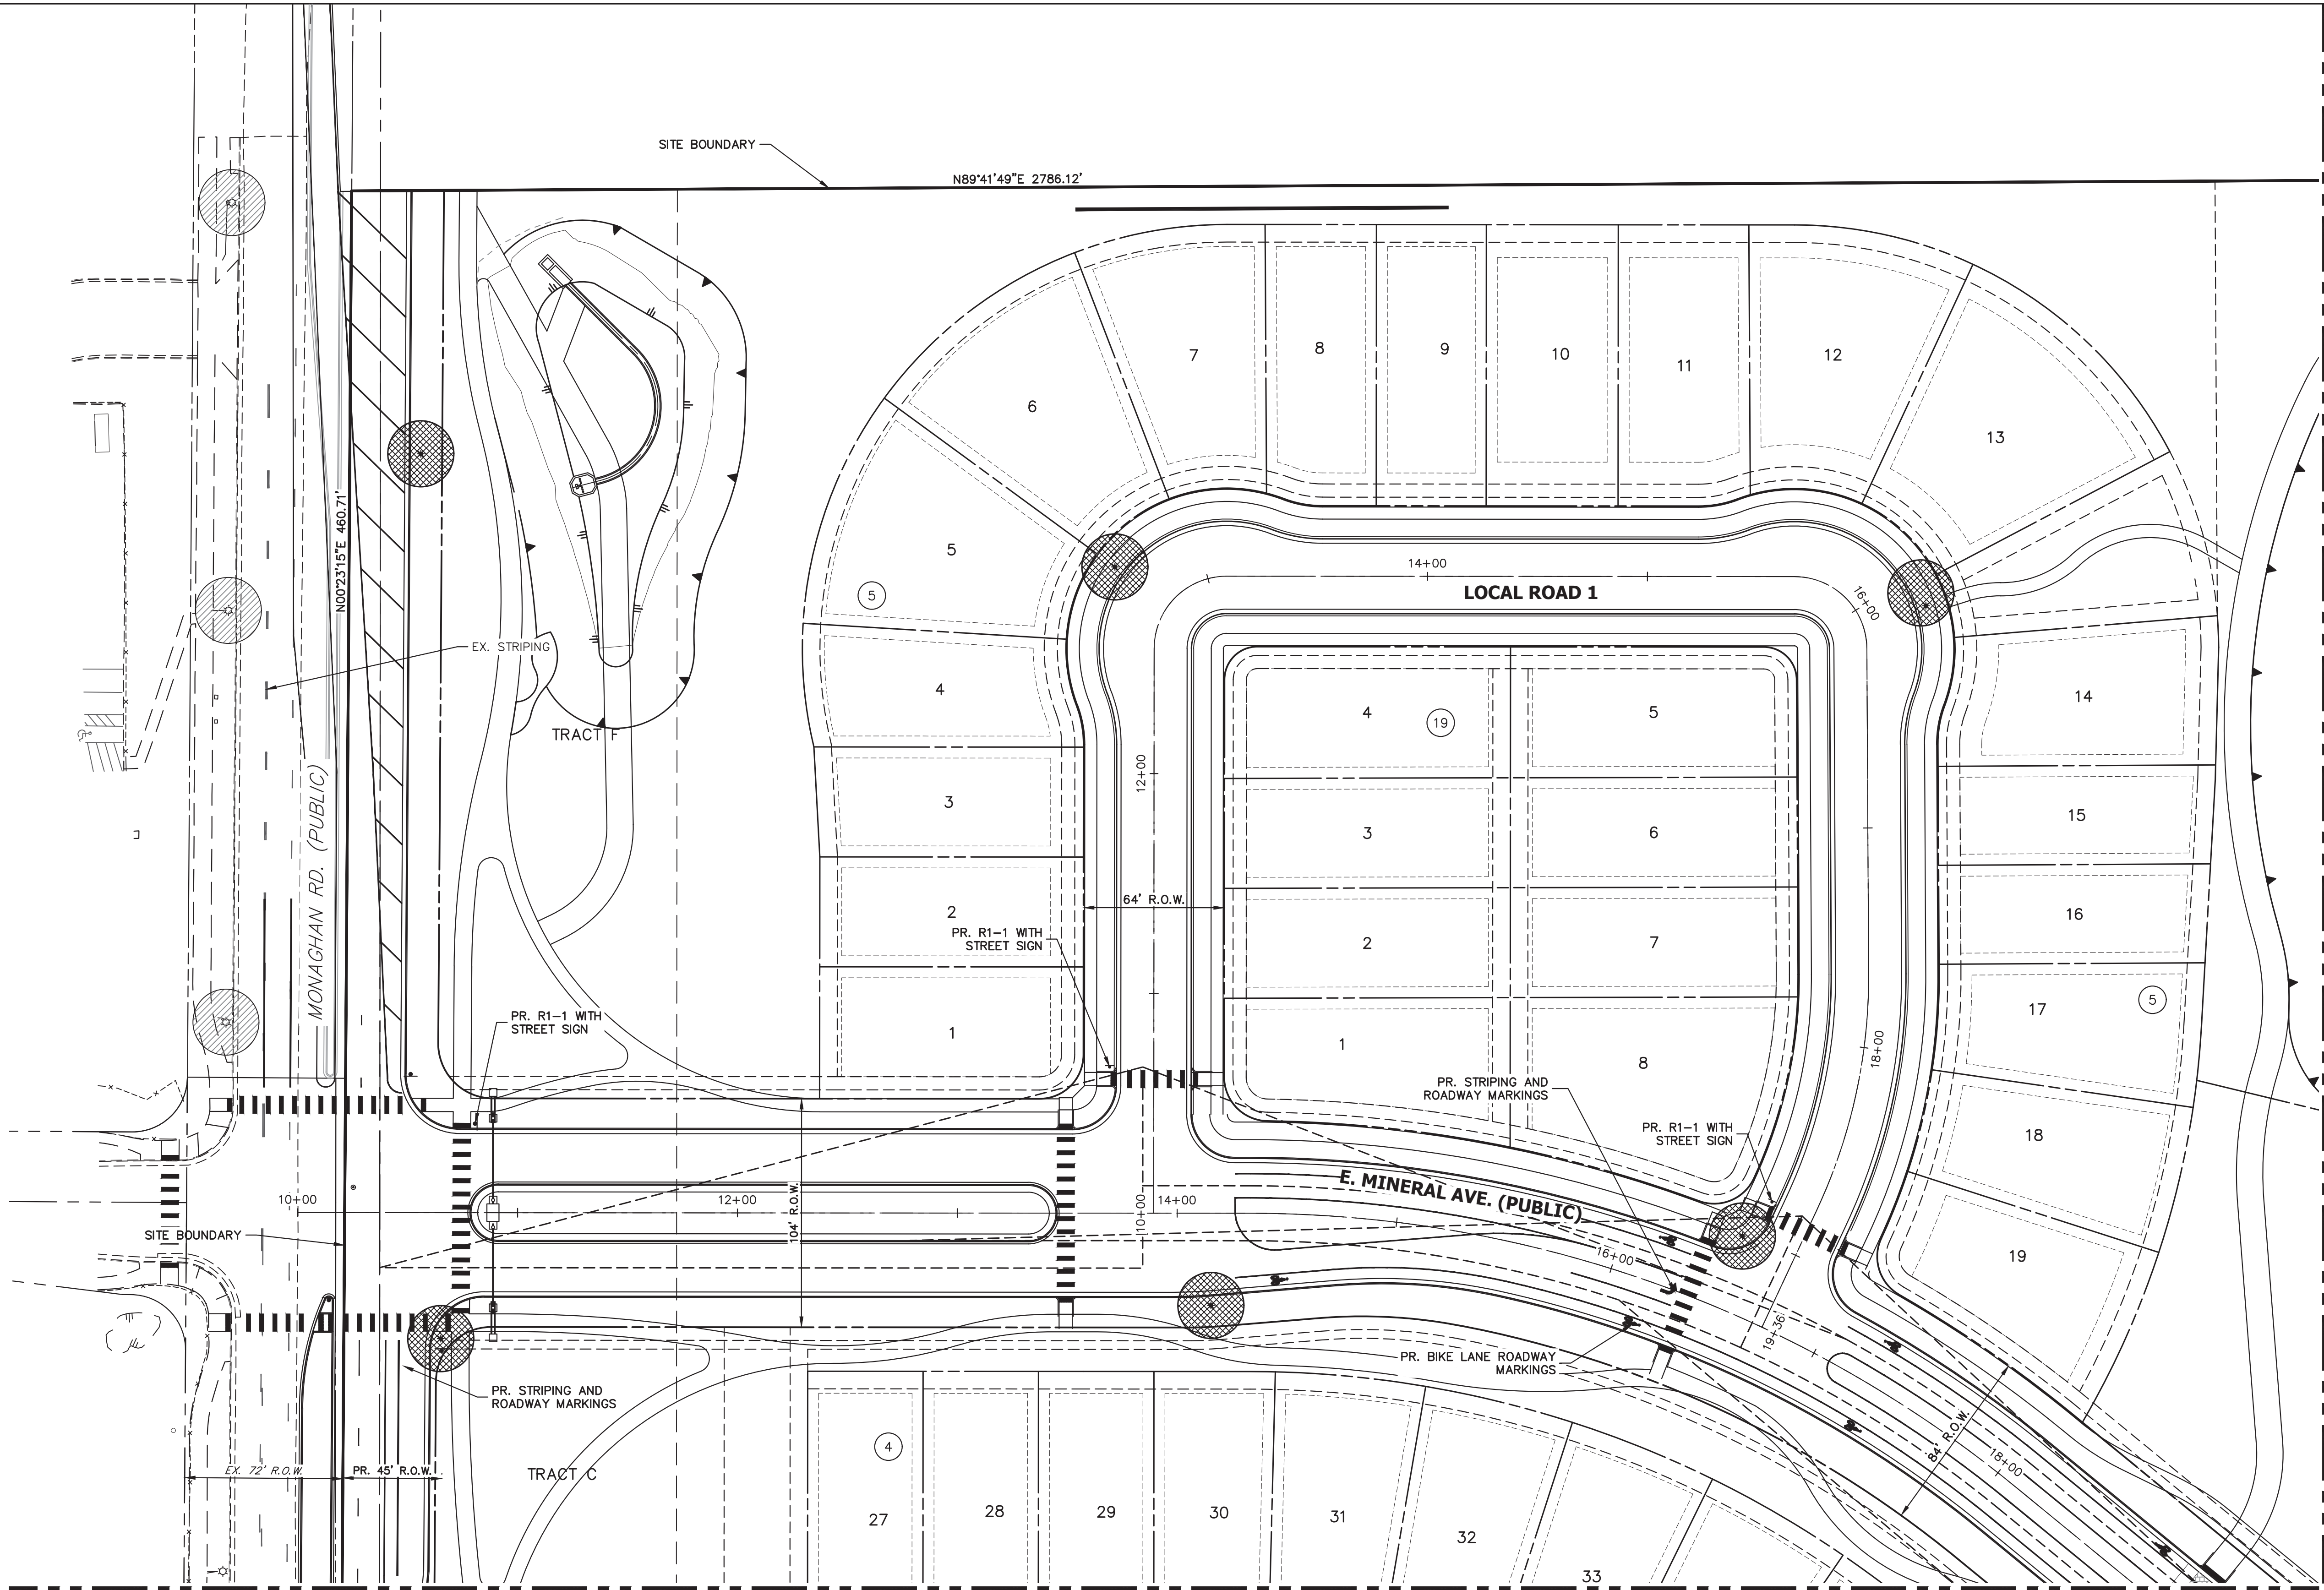 SITE BOUNDARY
N89°41'49"E 2786.12'
7
8
9
10
11
12
6
13
N00°23'15"E 460.71'
5
5
14+00
LOCAL ROAD 1
16+00
EX. STRIPING
4
4
19
5
14
TRACT F
MONAGHAN RD. (PUBLIC)
12+00
3
3
6
15
64' R.O.W.
2
PR. R1-1 WITH
STREET SIGN
2
7
16
17
5
PR. R1-1 WITH
STREET SIGN
1
1
8
18+00
PR. STRIPING AND
ROADWAY MARKINGS
PR. R1-1 WITH
STREET SIGN
18
E. MINERAL AVE. (PUBLIC)
10+00
12+00
104' R.O.W.
10+00
14+00
SITE BOUNDARY
16+00
19
19+36
PR. BIKE LANE ROADWAY
MARKINGS
PR. STRIPING AND
ROADWAY MARKINGS
84' R.O.W.
18+00
4
EX. 72' R.O.W.
PR. 45' R.O.W.
TRACT C
27
28
29
30
31
32
33